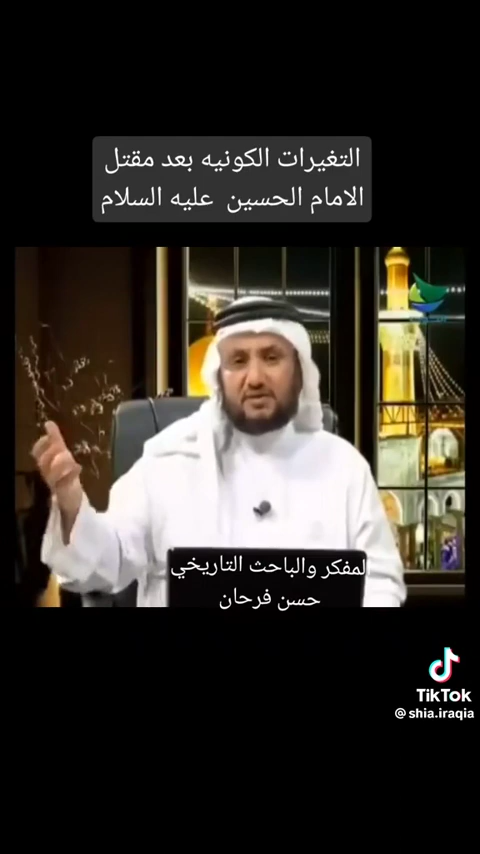 التغيرات الكونيه بعد مقتل
الامام الحسين عليه السلام
لمفكر والباحث التاريخي
حسن فرحان
TikTok
@shia.iraqia